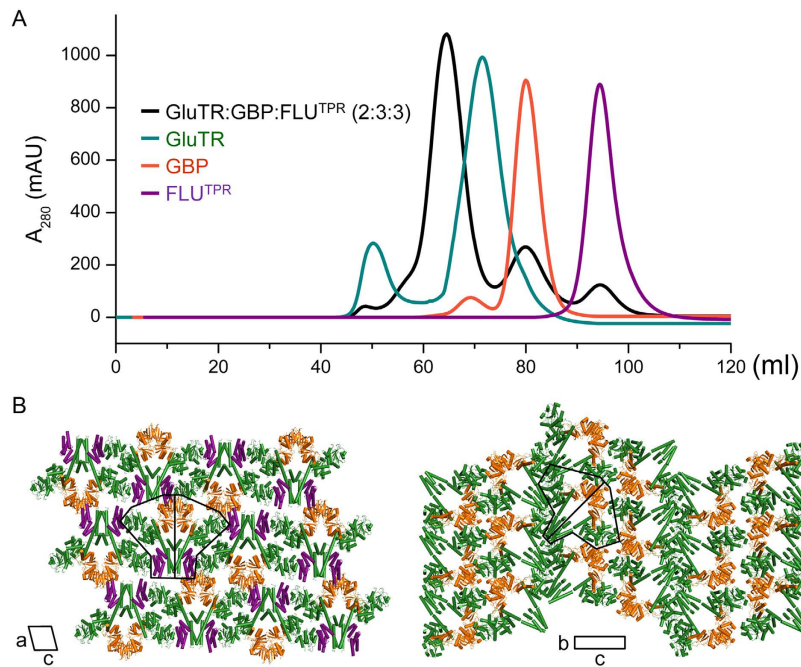 A
1000
800
600
400
200
0
A280 (mAU)
GluTR:GBP:FLUTPR (2:3:3)
GluTR
GBP
FLUTPR
0 20 40 60 80 100 120 (ml)
B
a
c
b
c